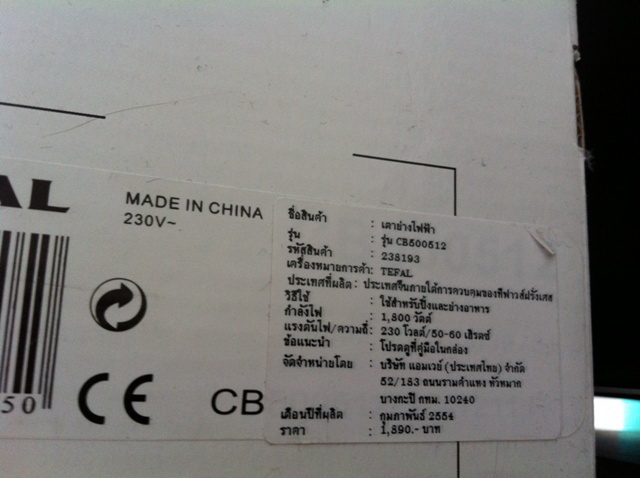 AL
MADE IN CHINA
230V~
50
CE
CB
ชื่อสินค้า : เตาย่างไฟฟ้า
รุ่น : รุ่น CB500512
รหัสสินค้า : 235193
เครื่องหมายการค้า: TEFAL
ประเทศที่ผลิต: ประเทศจีนภายใต้การควบคุมของทีฟาวล์ฝรั่งเศส
วิธีใช้ : ใช้สำหรับปิ้งและย่างอาหาร
กำลังไฟ : 1,800 วัตต์
แรงดันไฟ/ความถี่: 230 โวลต์/50-60 เฮิรตซ์
ข้อแนะนำ : โปรดดูที่คู่มือในกล่อง
จัดจำหน่ายโดย : บริษัท แอมเวย์ (ประเทศไทย) จำกัด
52/183 ถนนรามคำแหง หัวหมาก
บางกะปิ กทม. 10240
เดือนปีที่ผลิต : กุมภาพันธ์ 2554
ราคา : 1,890.- บาท